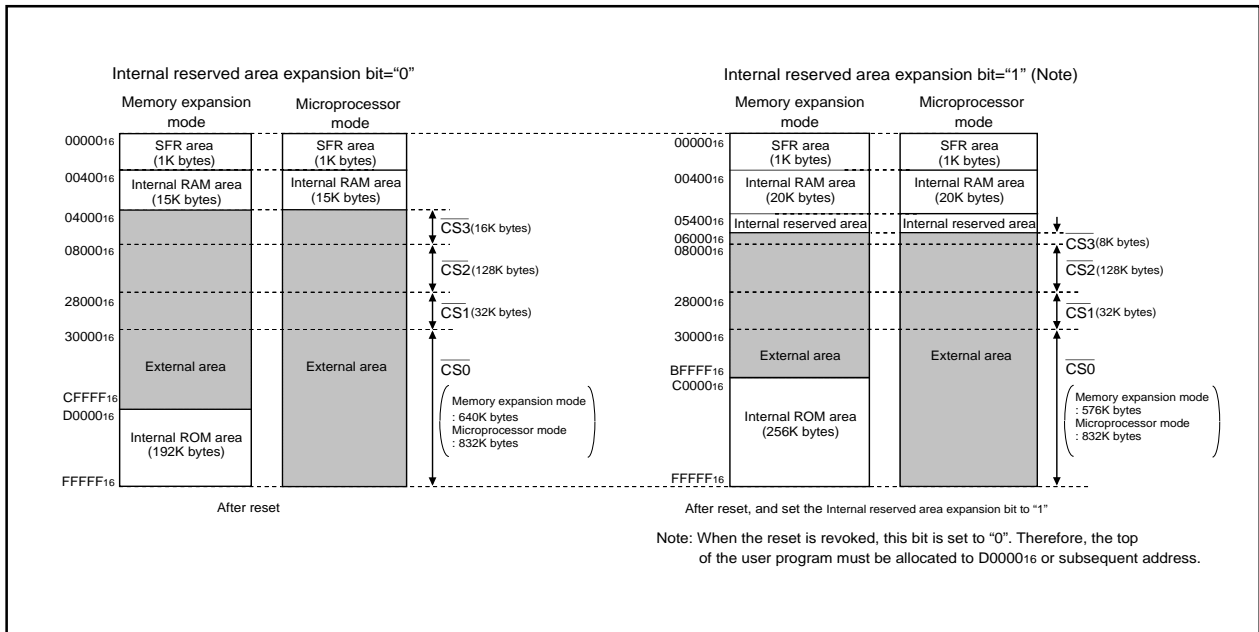 Internal reserved area expansion bit=“0”
Memory expansion mode
Microprocessor mode
0000016
SFR area
(1K bytes)
SFR area
(1K bytes)
0040016
Internal RAM area
(15K bytes)
Internal RAM area
(15K bytes)
0400016
CS3(16K bytes)
0800016
CS2(128K bytes)
2800016
CS1(32K bytes)
3000016
External area
External area
CS0
CFFFF16
D000016
Memory expansion mode
: 640K bytes
Microprocessor mode
: 832K bytes
Internal ROM area
(192K bytes)
FFFFF16
After reset
Internal reserved area expansion bit=“1” (Note)
Memory expansion mode
Microprocessor mode
0000016
SFR area
(1K bytes)
SFR area
(1K bytes)
0040016
Internal RAM area
(20K bytes)
Internal RAM area
(20K bytes)
0540016
Internal reserved area
Internal reserved area
0600016
CS3(8K bytes)
0800016
CS2(128K bytes)
2800016
CS1(32K bytes)
3000016
External area
External area
CS0
BFFFF16
C000016
Memory expansion mode
: 576K bytes
Microprocessor mode
: 832K bytes
Internal ROM area
(256K bytes)
FFFFF16
After reset, and set the Internal reserved area expansion bit to “1”
Note: When the reset is revoked, this bit is set to “0”. Therefore, the top
of the user program must be allocated to D000016 or subsequent address.